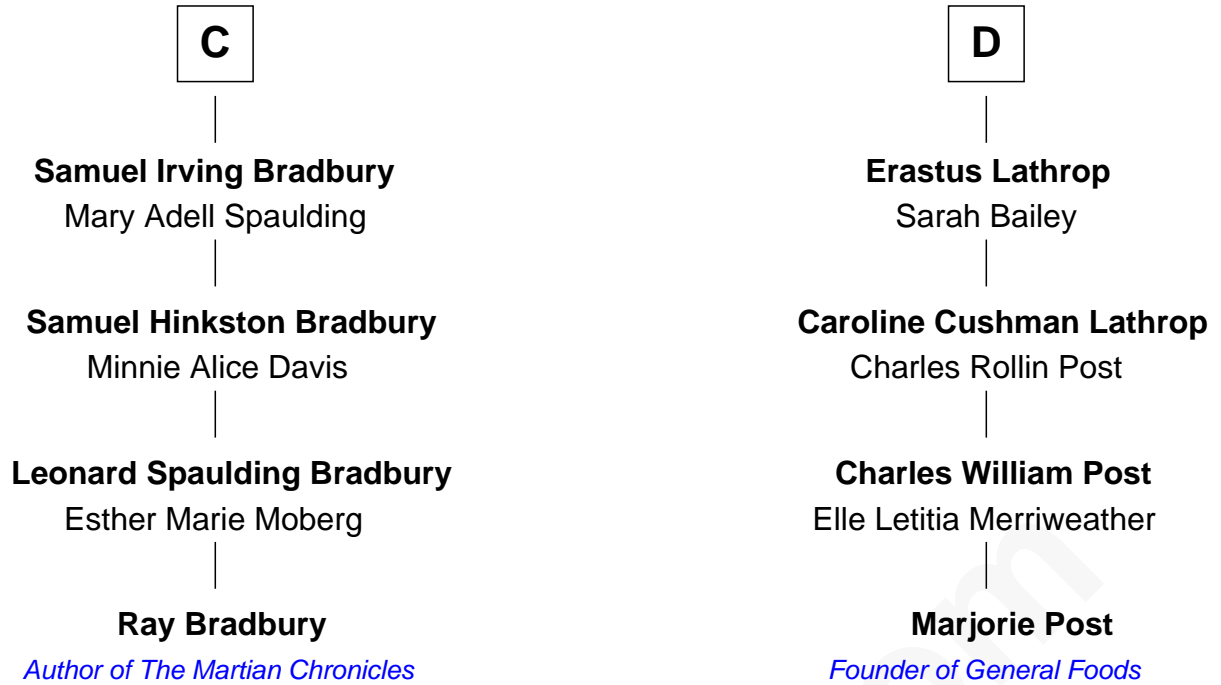 C
Samuel Irving Bradbury
Mary Adell Spaulding
Samuel Hinkston Bradbury
Minnie Alice Davis
Leonard Spaulding Bradbury
Esther Marie Moberg
Ray Bradbury
Author of The Martian Chronicles
D
Erastus Lathrop
Sarah Bailey
Caroline Cushman Lathrop
Charles Rollin Post
Charles William Post
Elle Letitia Merriweather
Marjorie Post
Founder of General Foods
om